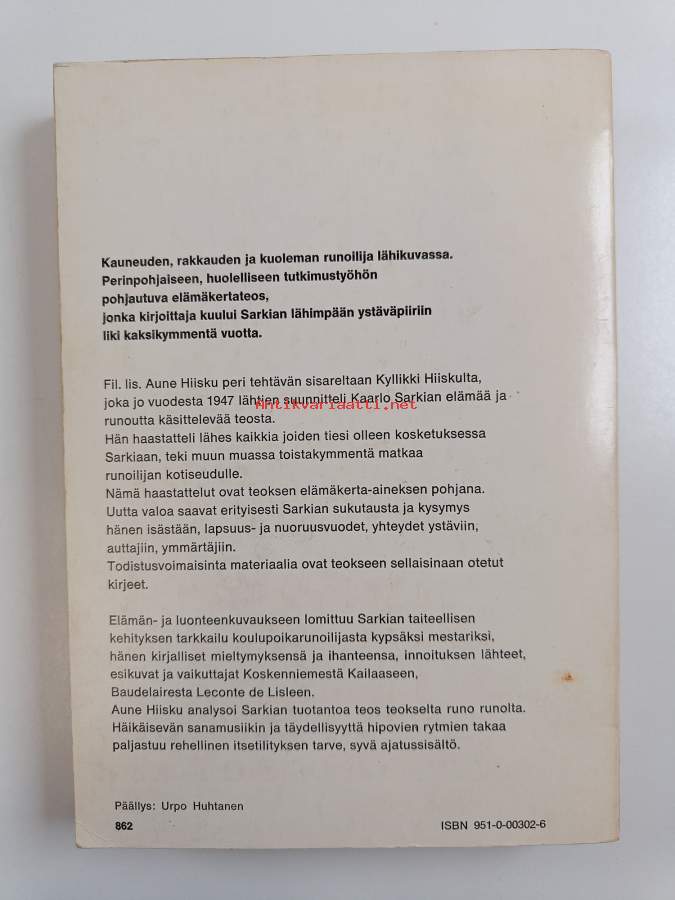 Kauneuden, rakkauden ja kuoleman runoilija lähikuvassa.
Perinpohjaiseen, huolelliseen tutkimustyöhön
pohjautuva elämäkertateos,
jonka kirjoittaja kuului Sarkian lähimpään ystäväpiiriin
liki kaksikymmentä vuotta.
Fil. lis. Aune Hiisku peri tehtävän sisareltaan Kyllikki Hiiskulta,
joka jo vuodesta 1947 lähtien suunnitteli Kaarlo Sarkian elämää ja
Antikvariaatti.net
runoutta käsittelevää teosta.
Hän haastatteli lähes kaikkia joiden tiesi olleen kosketuksessa
Sarkiaan, teki muun muassa toistakymmentä matkaa
runoilijan kotiseudulle.
Nämä haastattelut ovat teoksen elämäkerta-aineksen pohjana.
Uutta valoa saavat erityisesti Sarkian sukutausta ja kysymys
hänen isästään, lapsuus- ja nuoruusvuodet, yhteydet ystäviin,
auttajiin, ymmärtäjiin.
Todistusvoimaisinta materiaalia ovat teokseen sellaisinaan otetut
kirjeet.
Elämän- ja luonteenkuvaukseen lomittuu Sarkian taiteellisen
kehityksen tarkkailu koulupoikarunoilijasta kypsäksi mestariksi,
hänen kirjalliset mieltymyksensä ja ihanteensa, innoituksen lähteet,
esikuvat ja vaikuttajat Koskenniemestä Kailaaseen,
Baudelairesta Leconte de Lisleen.
Aune Hiisku analysoi Sarkian tuotantoa teos teokselta runo runolta.
Häikäisevän sanamusiikin ja täydellisyyttä hipovien rytmien takaa
paljastuu rehellinen itsetilityksen tarve, syvä ajatussisältö.
Päällys: Urpo Huhtanen
862 ISBN 951-0-00302-6